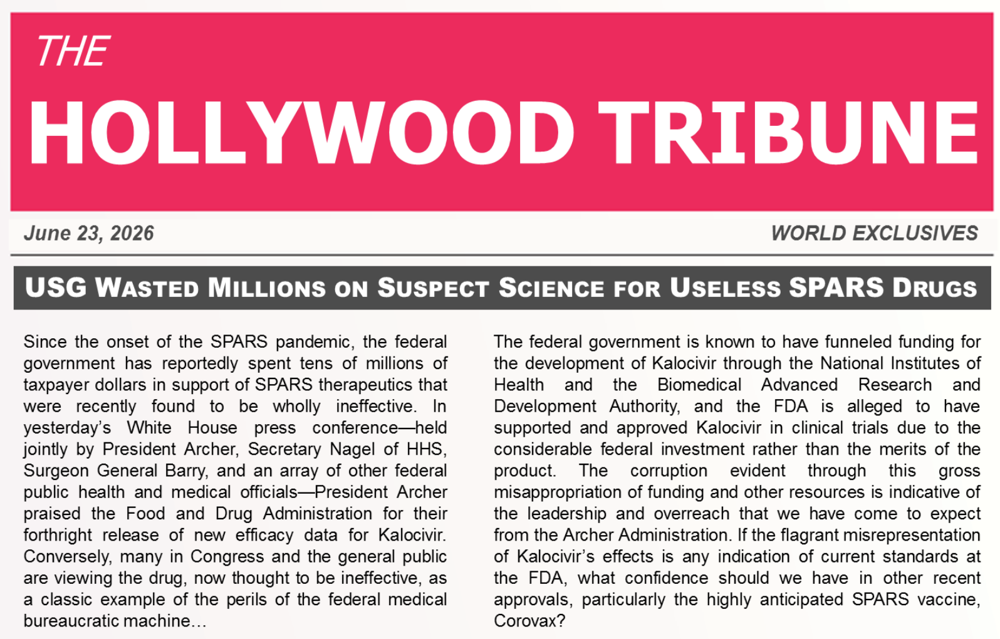 THE
HOLLYWOOD TRIBUNE
June 23, 2026
WORLD EXCLUSIVES
USG WASTED MILLIONS ON SUSPECT SCIENCE FOR USELESS SPARS DRUGS
Since the onset of the SPARS pandemic, the federal
government has reportedly spent tens of millions of
taxpayer dollars in support of SPARS therapeutics that
were recently found to be wholly ineffective. In
yesterday’s White House press conference—held
jointly by President Archer, Secretary Nagel of HHS,
Surgeon General Barry, and an array of other federal
public health and medical officials—President Archer
praised the Food and Drug Administration for their
forthright release of new efficacy data for Kalocivir.
Conversely, many in Congress and the general public
are viewing the drug, now thought to be ineffective, as
a classic example of the perils of the federal medical
bureaucratic machine…
The federal government is known to have funneled funding for
the development of Kalocivir through the National Institutes of
Health and the Biomedical Advanced Research and
Development Authority, and the FDA is alleged to have
supported and approved Kalocivir in clinical trials due to the
considerable federal investment rather than the merits of the
product. The corruption evident through this gross
misappropriation of funding and other resources is indicative of
the leadership and overreach that we have come to expect
from the Archer Administration. If the flagrant misrepresentation
of Kalocivir’s effects is any indication of current standards at
the FDA, what confidence should we have in other recent
approvals, particularly the highly anticipated SPARS vaccine,
Corovax?